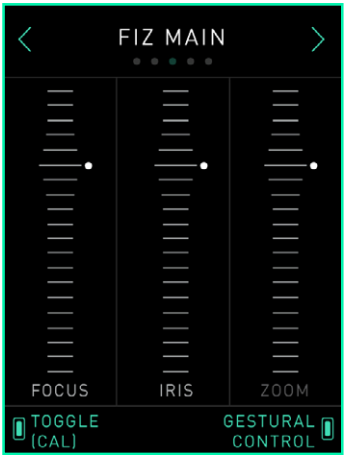 FIZ MAIN
FOCUS IRIS ZOOM
TOGGLE
(CAL)
GESTURAL
CONTROL